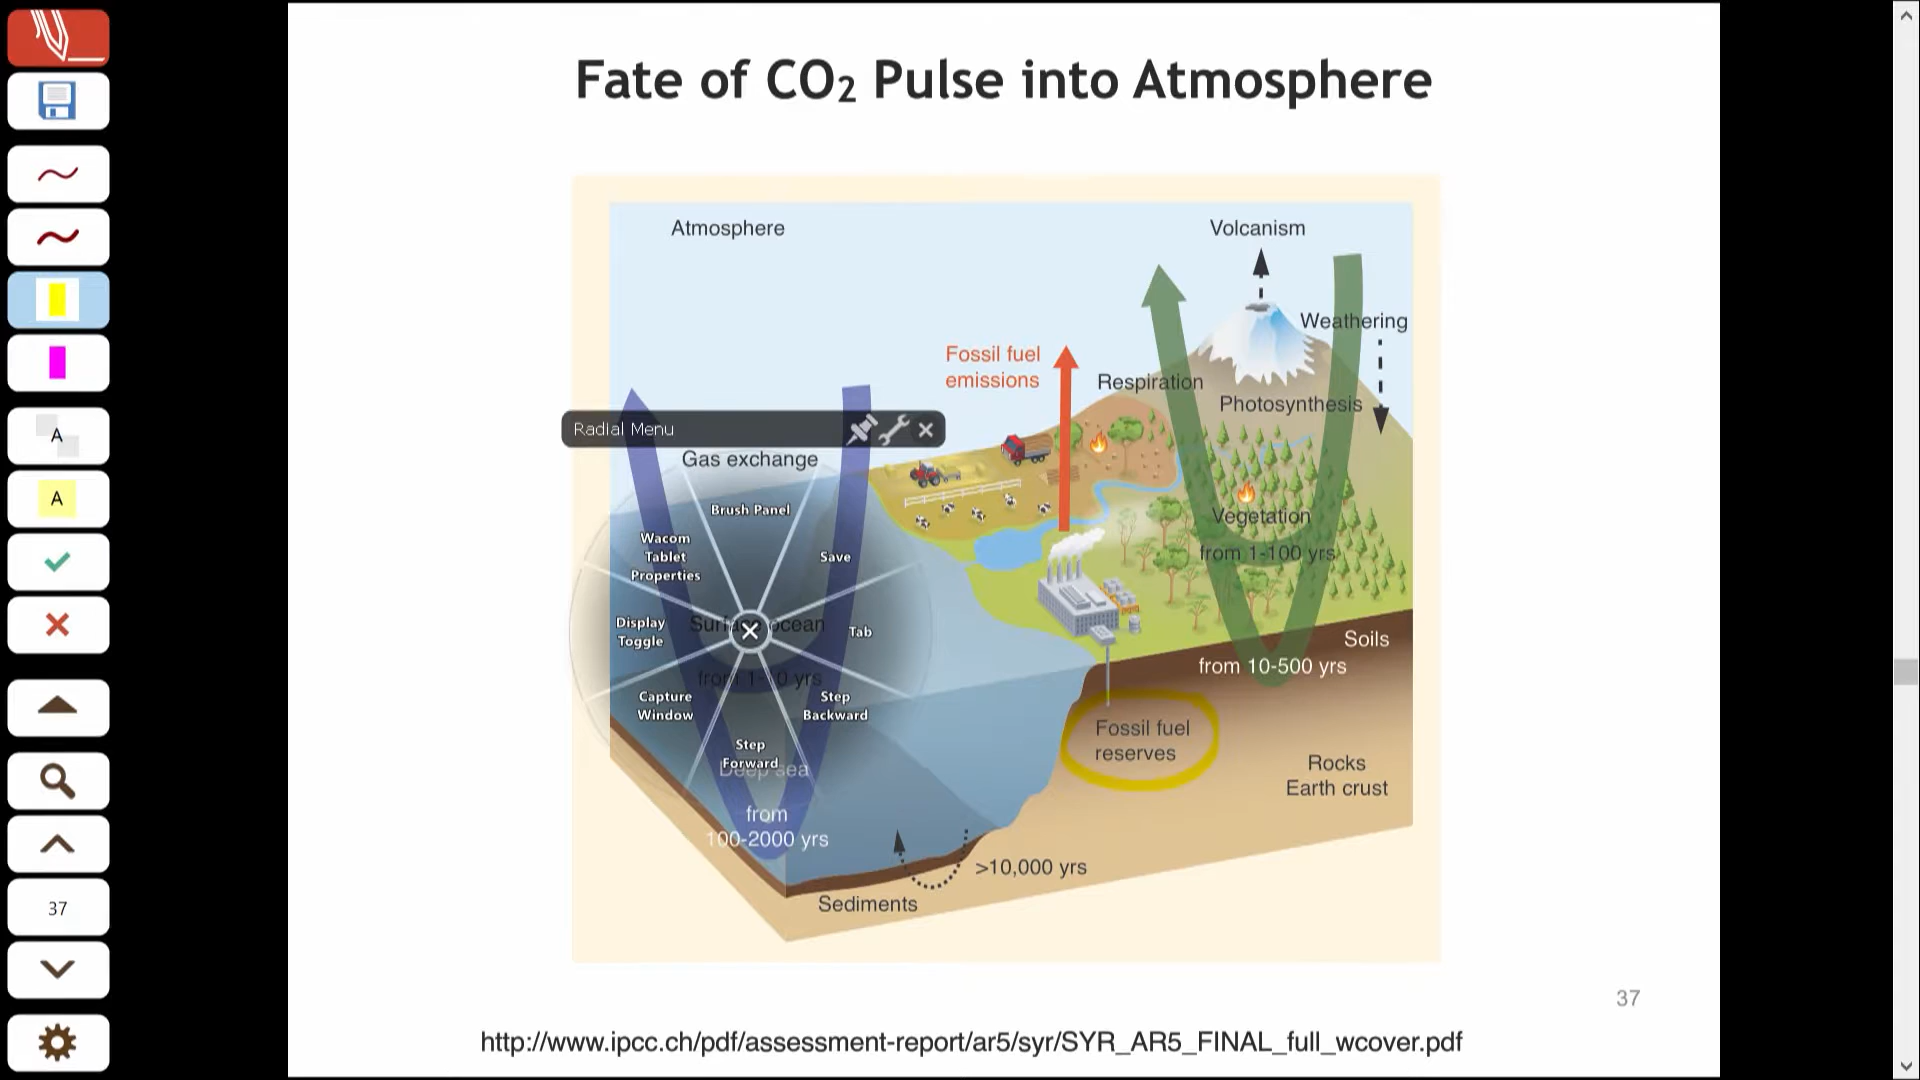 Fate of CO₂ Pulse into Atmosphere
Atmosphere
Volcanism
Weathering
Fossil fuel
emissions
Respiration
Photosynthesis
Radial Menu
Gas exchange
Brush Panel
Wacom
Tablet
Properties
Save
Vegetation
from 1-100 yrs
Display
Toggle
Surface ocean
Tab
Soils
from 10-500 yrs
from 1-10 yrs
Capture
Window
Step
Backward
Fossil fuel
reserves
Step
Forward
Deep sea
Rocks
Earth crust
from
100-2000 yrs
>10,000 yrs
Sediments
A
A
37
37
http://www.ipcc.ch/pdf/assessment-report/ar5/syr/SYR_AR5_FINAL_full_wcover.pdf